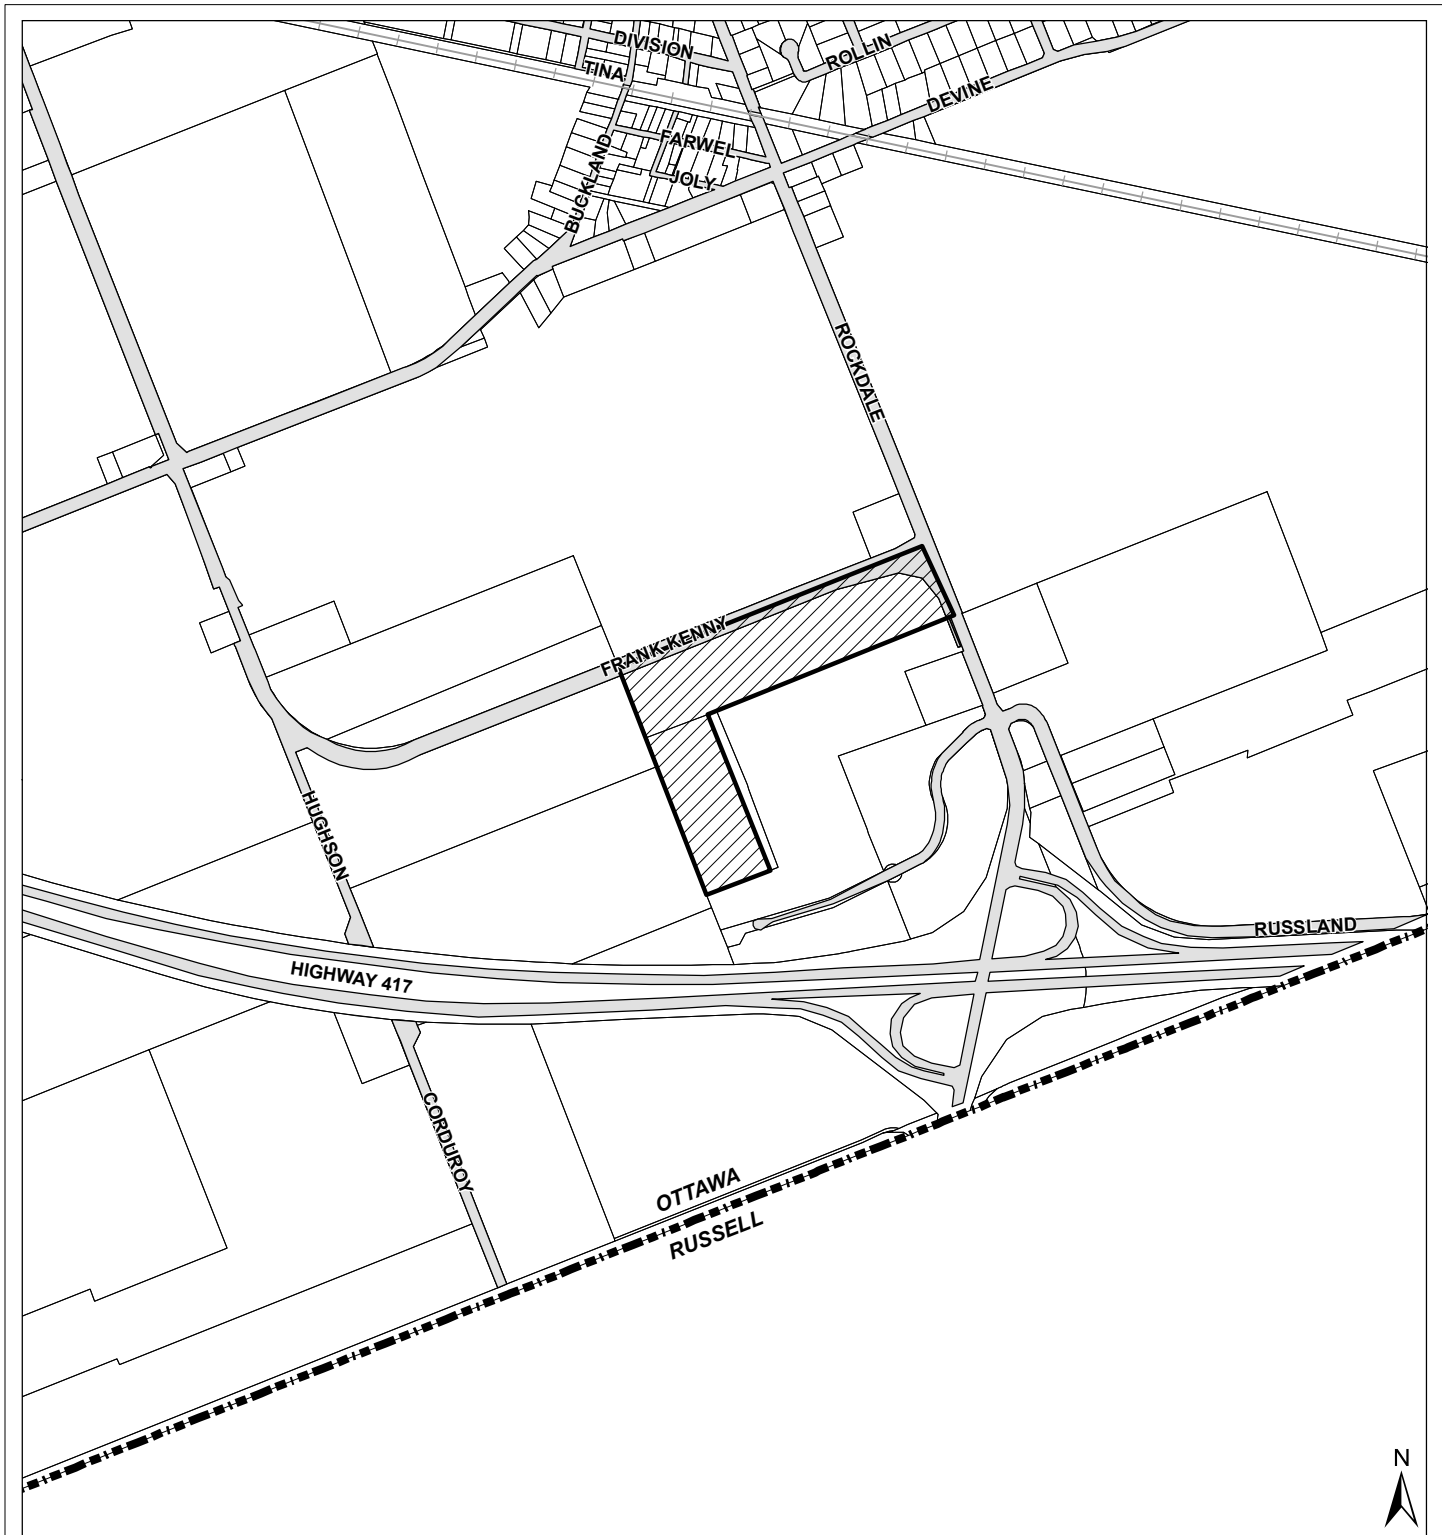 DIVISION
ROLLIN
TINA
DEVINE
FARWEL
BUCKLAND
JOLY
ROCKDALE
FRANK KENNY
HUGHSON
RUSSLAND
HIGHWAY 417
CORDUROY
OTTAWA
RUSSELL
N